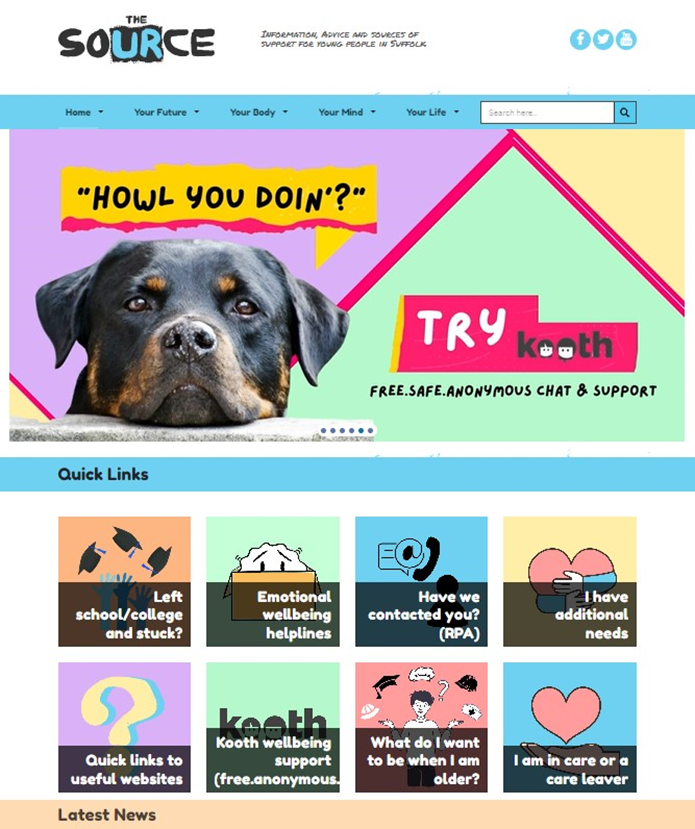 THE
SOURCE
Information, Advice and sources of
support for young people in Suffolk
Home
Your Future
Your Body
Your Mind
Your Life
Search here..
"HOWL YOU DOIN'?"
TRY
kooth
FREE.SAFE.ANONYMOUS CHAT & SUPPORT
Quick Links
Left
school/college
and stuck?
Emotional
wellbeing
helplines
Have we
contacted you?
(RPA)
I have
additional
needs
Quick links to
useful websites
kooth
Kooth wellbeing
support
(free.anonymous.
What do I want
to be when I am
older?
I am in care or a
care leaver
Latest News